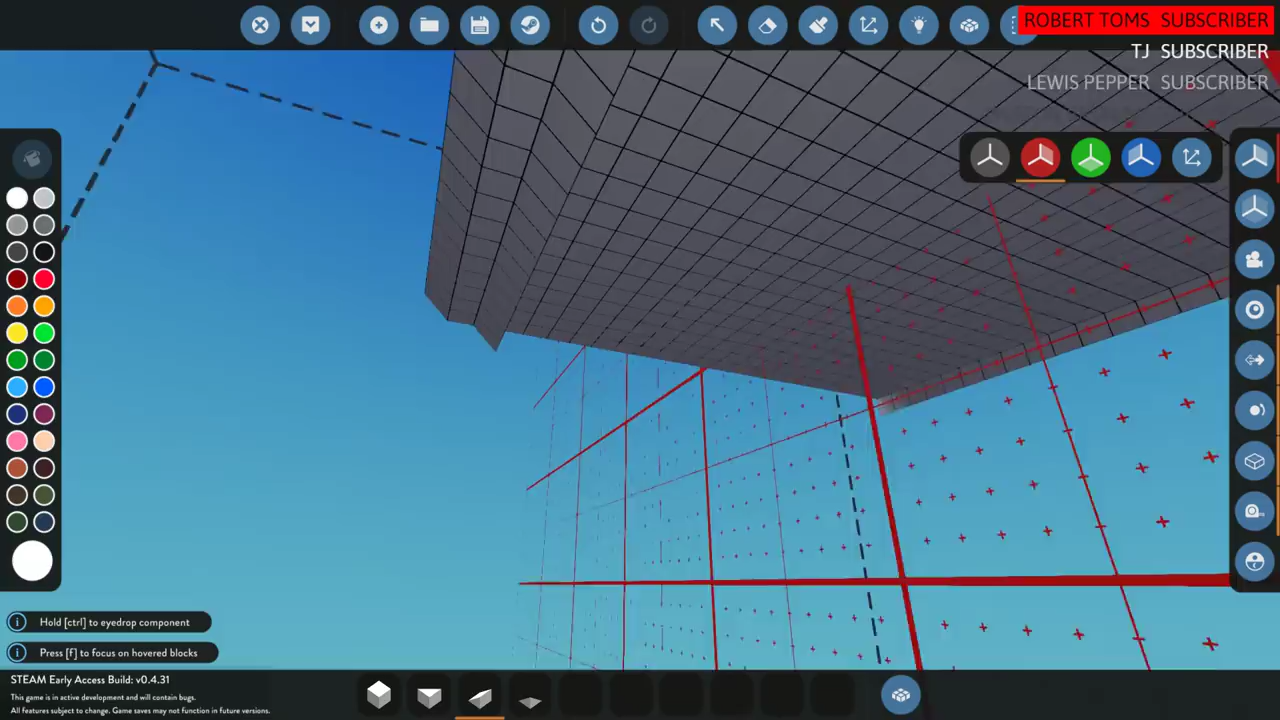 ROBERT TOMS SUBSCRIBER
TJ SUBSCRIBER
LEWIS PEPPER SUBSCRIBER
Hold [ctrl] to eyedrop component
Press [f] to focus on hovered blocks
STEAM Early Access Build: v0.4.31
This game is in active development and will contain bugs.
All features subject to change. Game saves may not function in future versions.